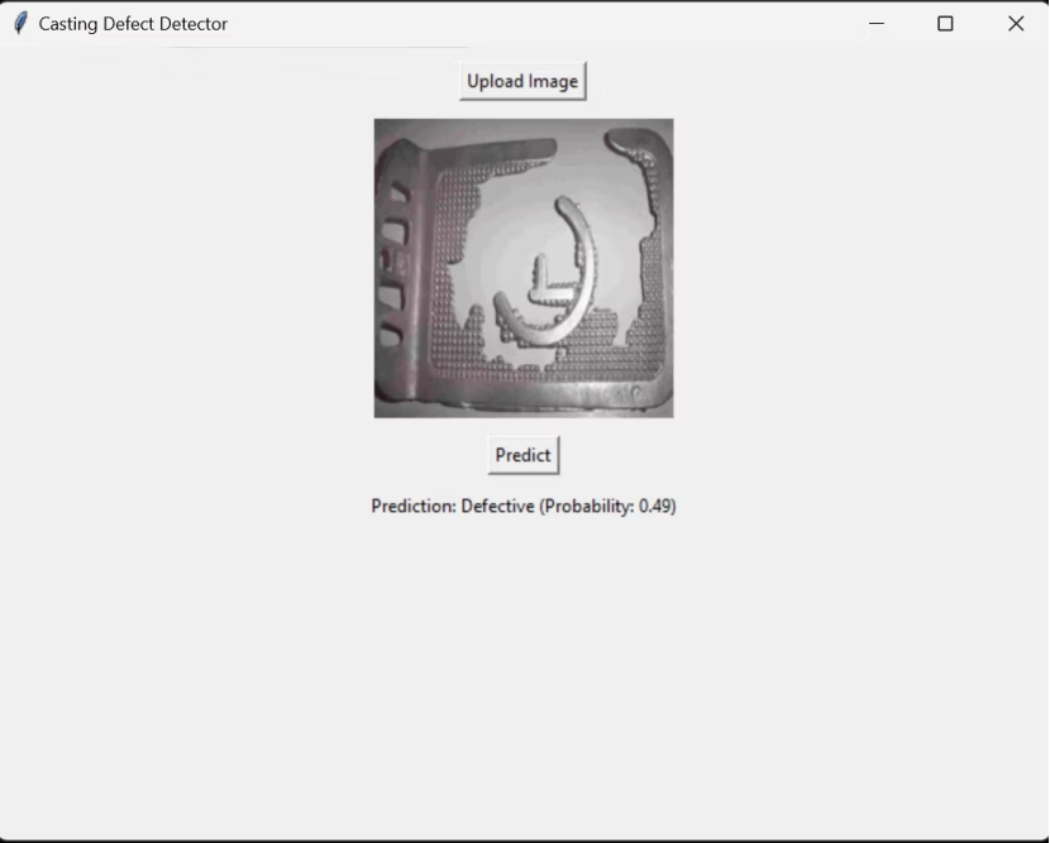 Casting Defect Detector
Upload Image
Predict
Prediction: Defective (Probability: 0.49)